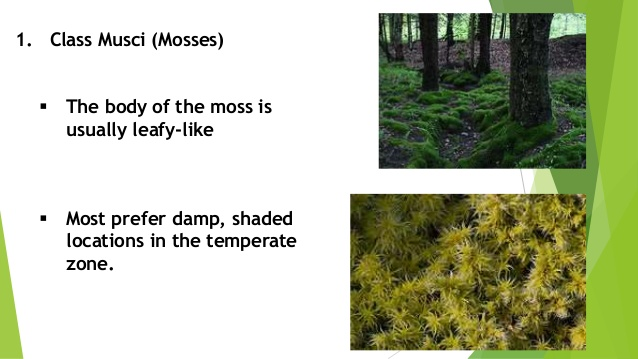 1. Class Musci (Mosses)
▪ The body of the moss is
usually leafy-like
▪ Most prefer damp, shaded
locations in the temperate
zone.